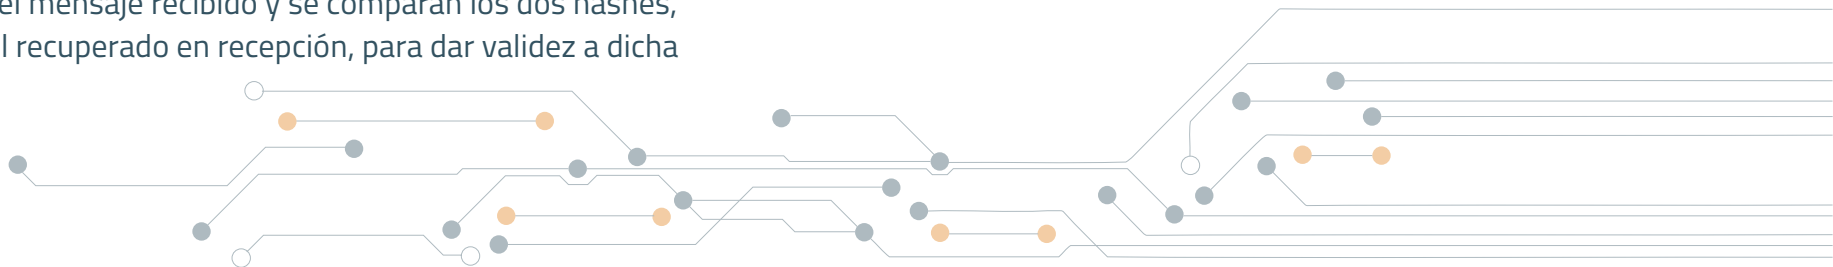 el mensaje recibido y se comparan los dos hashes,
l recuperado en recepción, para dar validez a dicha